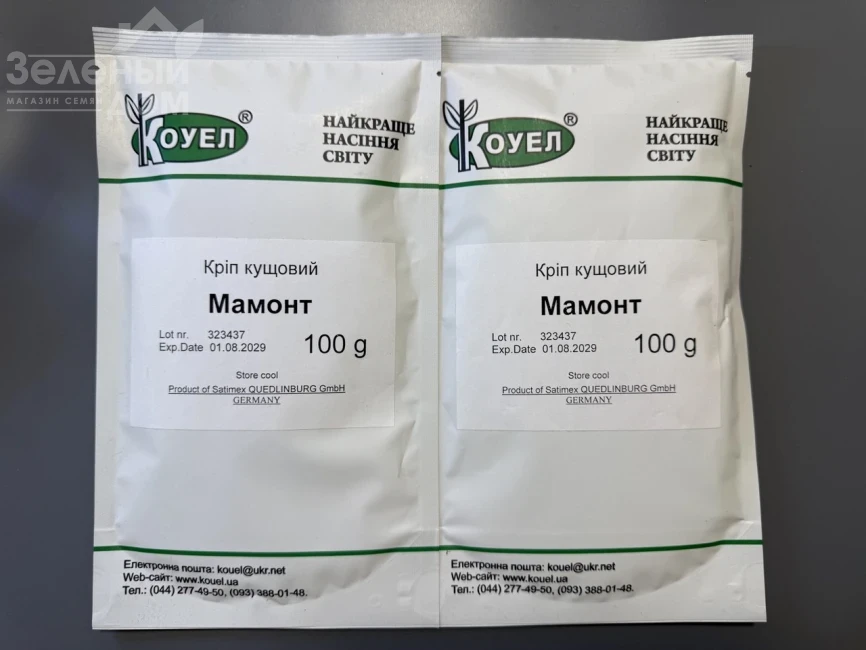 Зеленый
МАГАЗИН СЕМЯН
ДОМ
КОУЕЛ®
НАЙКРАЩЕ
НАСІННЯ
СВІТУ
Кріп кущовий
Мамонт
Lot nr. 323437
Exp.Date 01.08.2029
100 g
Store cool
Product of Satimex QUEDLINBURG GmbH
GERMANY
Електронна пошта: kouel@ukr.net
Web-сайт: www.kouel.ua
Тел.: (044) 277-49-50, (093) 388-01-48.
КОУЕЛ®
НАЙКРАЩЕ
НАСІННЯ
СВІТУ
Кріп кущовий
Мамонт
Lot nr. 323437
Exp.Date 01.08.2029
100 g
Store cool
Product of Satimex QUEDLINBURG GmbH
GERMANY
Електронна пошта: kouel@ukr.net
Web-сайт: www.kouel.ua
Тел.: (044) 277-49-50, (093) 388-01-48.